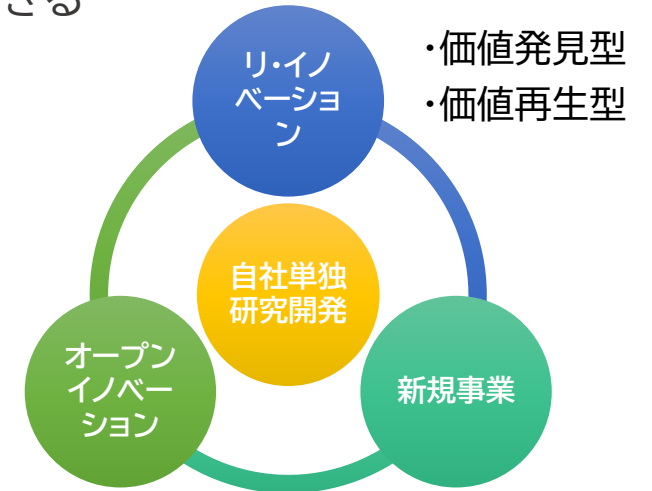 きる
リ・イノ
ベーショ
ン
・価値発見型
・価値再生型
自社単独
研究開発
オープン
イノベー
ション
新規事業